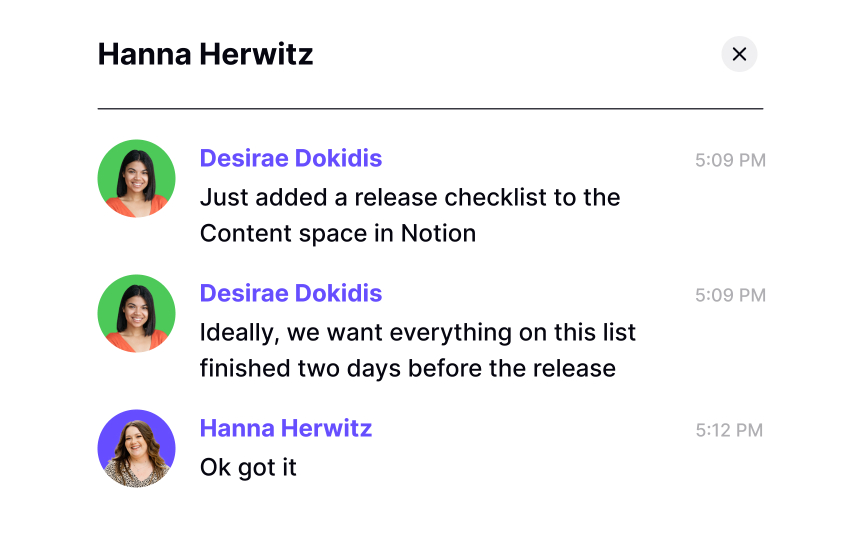 Hanna Herwitz
Desirae Dokidis 5:09 PM
Just added a release checklist to the
Content space in Notion
Desirae Dokidis 5:09 PM
Ideally, we want everything on this list
finished two days before the release
Hanna Herwitz 5:12 PM
Ok got it